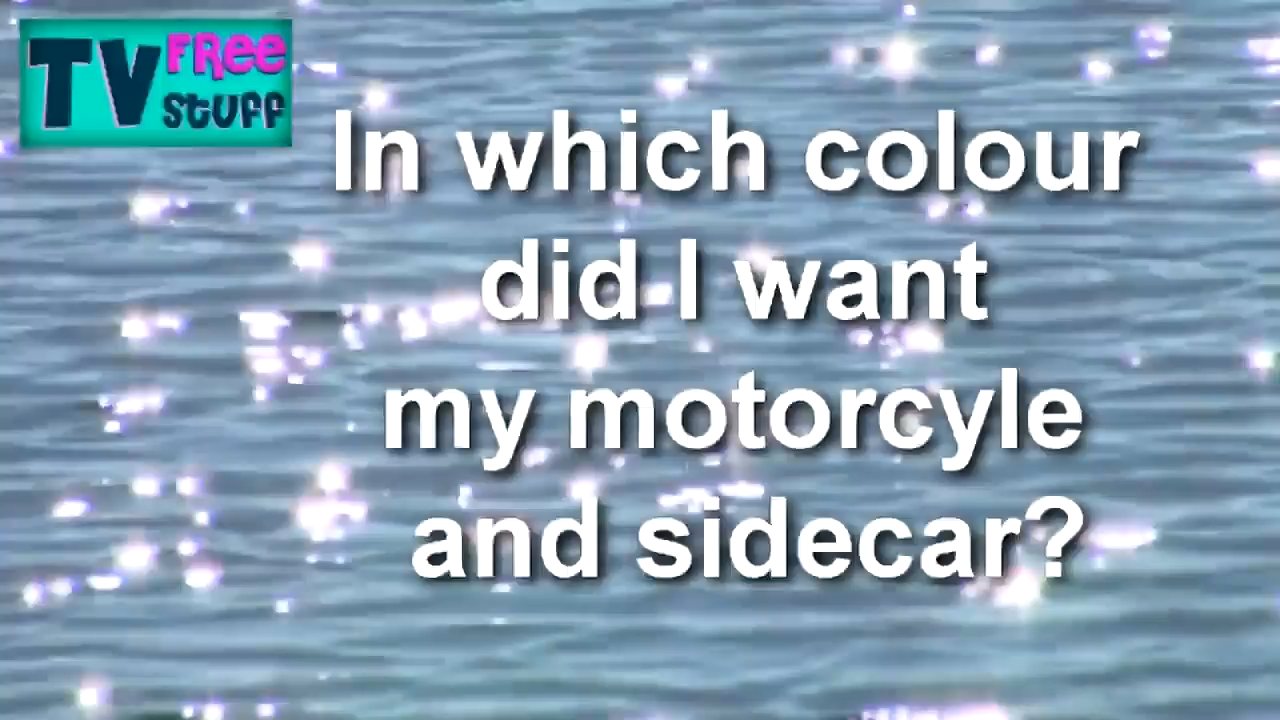 TV FRee
STUFF
In which colour
did I want
my motorcyle
and sidecar?